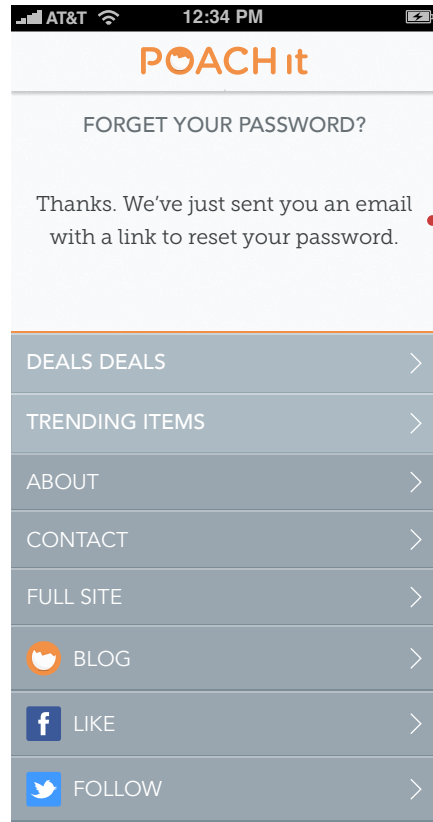 AT&T 12:34 PM
POACH it
FORGET YOUR PASSWORD?
Thanks. We’ve just sent you an email
with a link to reset your password.
DEALS DEALS
TRENDING ITEMS
ABOUT
CONTACT
FULL SITE
BLOG
f LIKE
FOLLOW